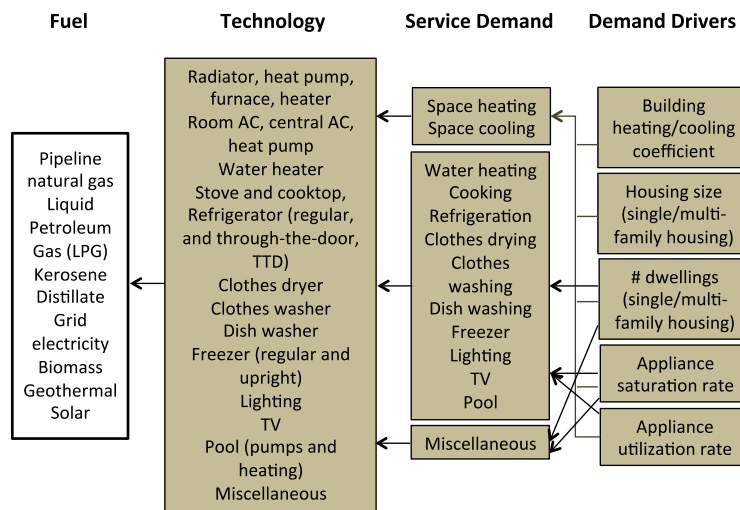 Fuel
Technology
Service Demand
Demand Drivers
Pipeline
natural gas
Liquid
Petroleum
Gas (LPG)
Kerosene
Distillate
Grid
electricity
Biomass
Geothermal
Solar
Radiator, heat pump,
furnace, heater
Room AC, central AC,
heat pump
Water heater
Stove and cooktop,
Refrigerator (regular,
and through-the-door,
TTD)
Clothes dryer
Clothes washer
Dish washer
Freezer (regular and
upright)
Lighting
TV
Pool (pumps and
heating)
Miscellaneous
Space heating
Space cooling
Water heating
Cooking
Refrigeration
Clothes drying
Clothes
washing
Dish washing
Freezer
Lighting
TV
Pool
Miscellaneous
Building
heating/cooling
coefficient
Housing size
(single/multi-
family housing)
# dwellings
(single/multi-
family housing)
Appliance
saturation rate
Appliance
utilization rate